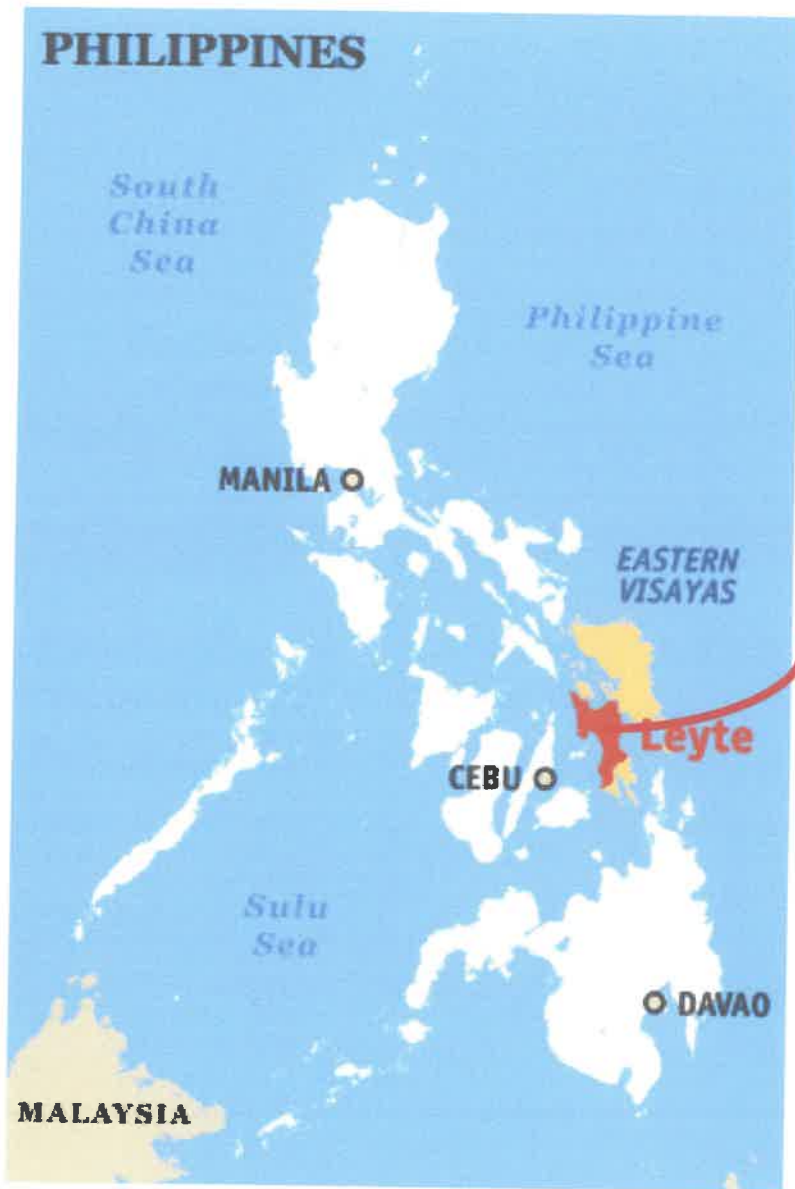 PHILIPPINES
South
China
Sea
Philippine
Sea
MANILA
EASTERN
VISAYAS
Leyte
CEBU
Sulu
Sea
DAVAO
MALAYSIA